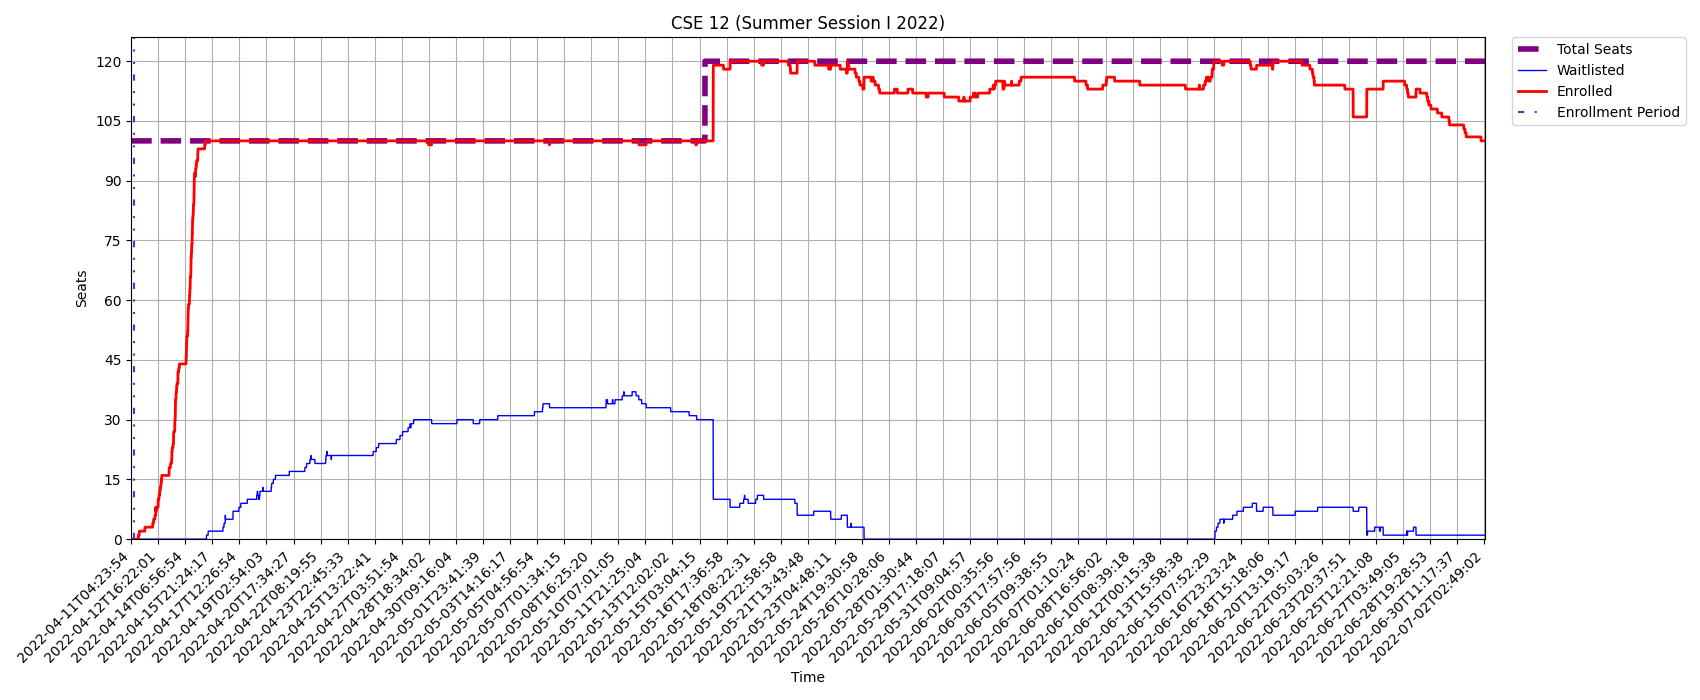 CSE 12 (Summer Session I 2022)
Total Seats
Waitlisted
Enrolled
Enrollment Period
120
105
90
75
60
45
30
15
0
Seats
2022-04-11T04:23:54
2022-04-12T16:22:01
2022-04-14T06:56:54
2022-04-15T21:24:17
2022-04-17T12:26:54
2022-04-19T02:54:03
2022-04-20T17:34:27
2022-04-22T08:19:55
2022-04-23T22:45:33
2022-04-25T13:22:41
2022-04-27T03:51:54
2022-04-28T18:34:02
2022-04-30T09:16:04
2022-05-01T23:41:39
2022-05-03T14:16:17
2022-05-05T04:56:54
2022-05-07T01:34:15
2022-05-08T16:25:20
2022-05-10T07:01:05
2022-05-11T21:25:04
2022-05-13T12:02:02
2022-05-15T03:04:15
2022-05-16T17:36:58
2022-05-18T08:22:31
2022-05-19T22:58:58
2022-05-21T13:43:48
2022-05-23T04:48:11
2022-05-24T19:30:58
2022-05-26T10:28:06
2022-05-28T01:30:44
2022-05-29T17:18:07
2022-05-31T09:04:57
2022-06-02T00:35:56
2022-06-03T17:57:56
2022-06-05T09:38:55
2022-06-07T01:10:24
2022-06-08T16:56:02
2022-06-10T08:39:18
2022-06-12T00:15:38
2022-06-13T15:58:38
2022-06-15T07:52:29
2022-06-16T23:23:24
2022-06-18T15:18:06
2022-06-20T13:19:17
2022-06-22T05:03:26
2022-06-23T20:37:51
2022-06-25T12:21:08
2022-06-27T03:49:05
2022-06-28T19:28:53
2022-06-30T11:17:37
2022-07-02T02:49:02
Time